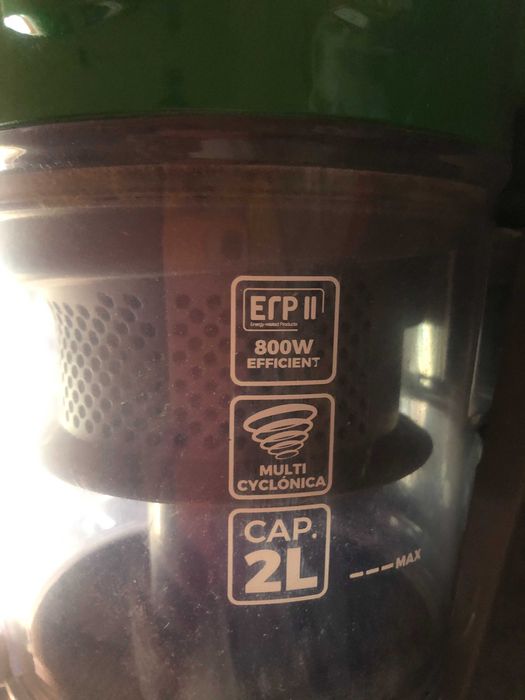 ErP II
Energy-related Products
800W
EFFICIENT
MULTI
CYCLÓNICA
CAP.
2L
MAX